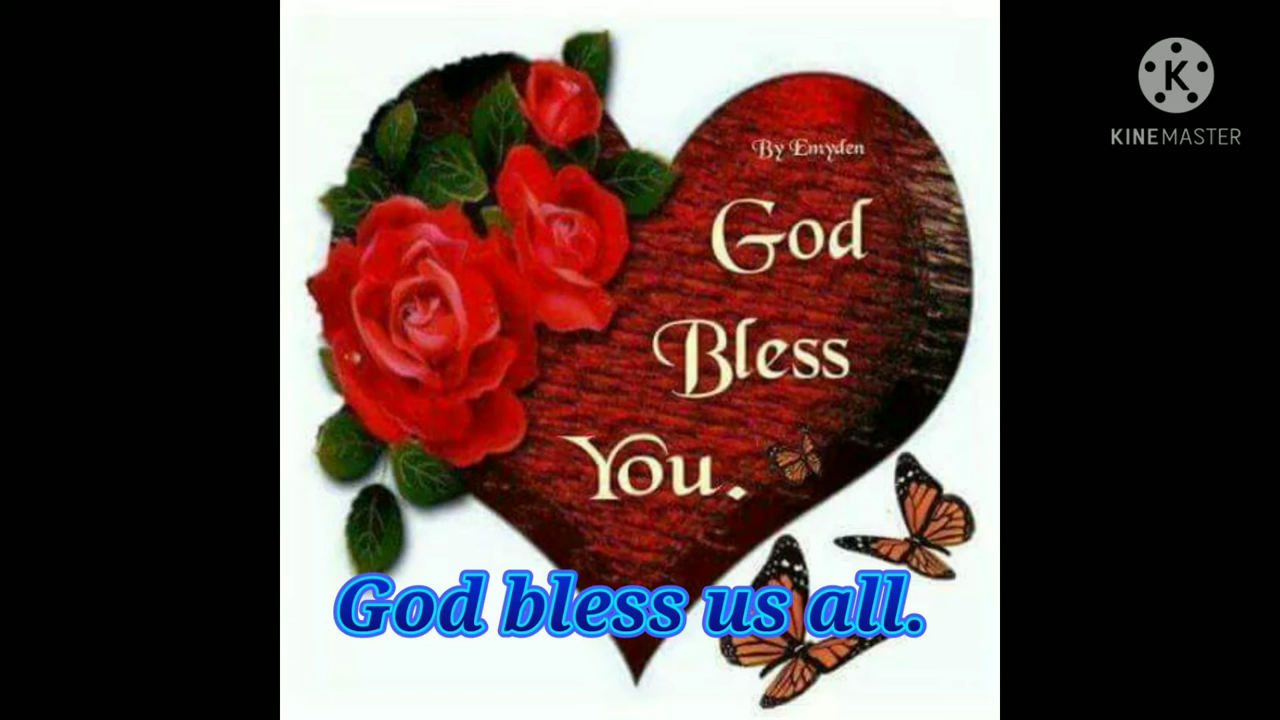 By Emyden
God
Bless
You.
God bless us all.
K
KINEMASTER